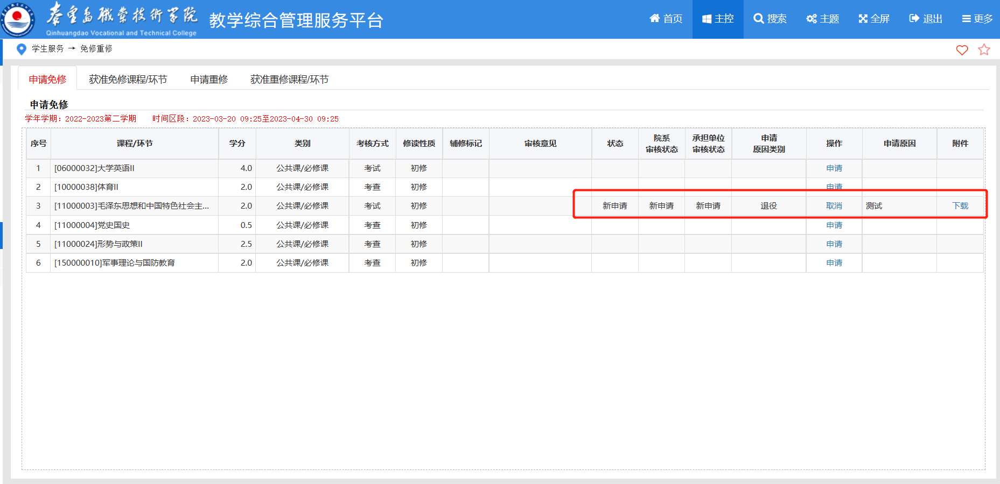 秦皇岛职业技术学院
Qinhuangdao Vocational and Technical College
教学综合管理服务平台
首页 主控 搜索 主题 全屏 退出 更多
学生服务 → 免修重修
申请免修 获准免修课程/环节 申请重修 获准重修课程/环节
申请免修
学年学期：2022-2023第二学期 时间区段：2023-03-20 09:25至2023-04-30 09:25
序号 课程/环节 学分 类别 考核方式 修读性质 辅修标记 审核意见 状态 院系审核状态 承担单位审核状态 申请原因类别 操作 申请原因 附件
1 [06000032]大学英语II 4.0 公共课/必修课 考试 初修 申请
2 [10000038]体育II 2.0 公共课/必修课 考查 初修 申请
3 [11000003]毛泽东思想和中国特色社会主... 2.0 公共课/必修课 考试 初修 新申请 新申请 新申请 退役 取消 测试 下载
4 [11000004]党史国史 0.5 公共课/必修课 考查 初修 申请
5 [11000024]形势与政策II 2.5 公共课/必修课 考查 初修 申请
6 [150000010]军事理论与国防教育 2.0 公共课/必修课 考查 初修 申请